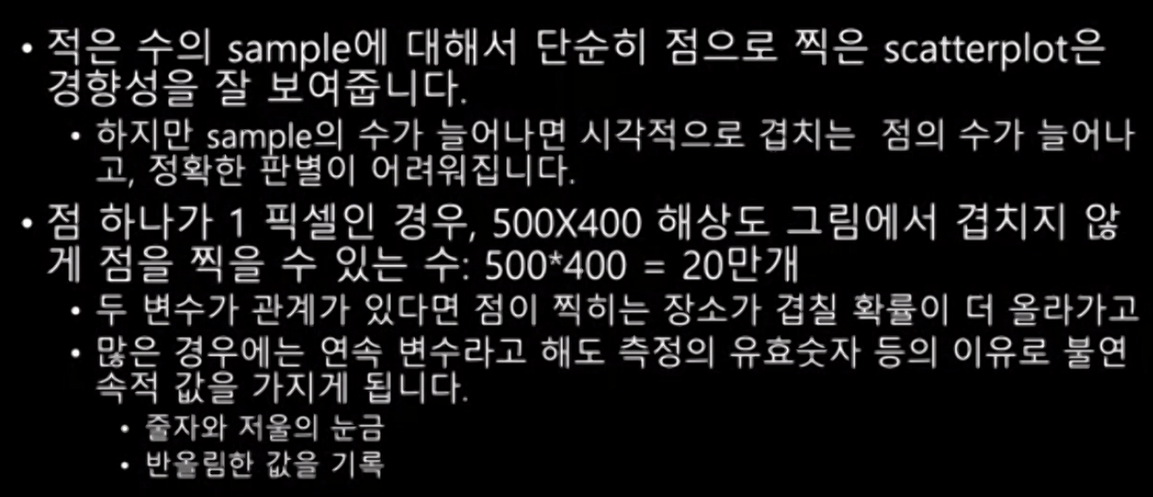 • 적은 수의 sample에 대해서 단순히 점으로 찍은 scatterplot은
경향성을 잘 보여줍니다.
• 하지만 sample의 수가 늘어나면 시각적으로 겹치는 점의 수가 늘어나
고, 정확한 판별이 어려워집니다.
• 점 하나가 1 픽셀인 경우, 500X400 해상도 그림에서 겹치지 않
게 점을 찍을 수 있는 수: 500*400 = 20만개
• 두 변수가 관계가 있다면 점이 찍히는 장소가 겹칠 확률이 더 올라가고
• 많은 경우에는 연속 변수라고 해도 측정의 유효숫자 등의 이유로 불연
속적 값을 가지게 됩니다.
• 줄자와 저울의 눈금
• 반올림한 값을 기록